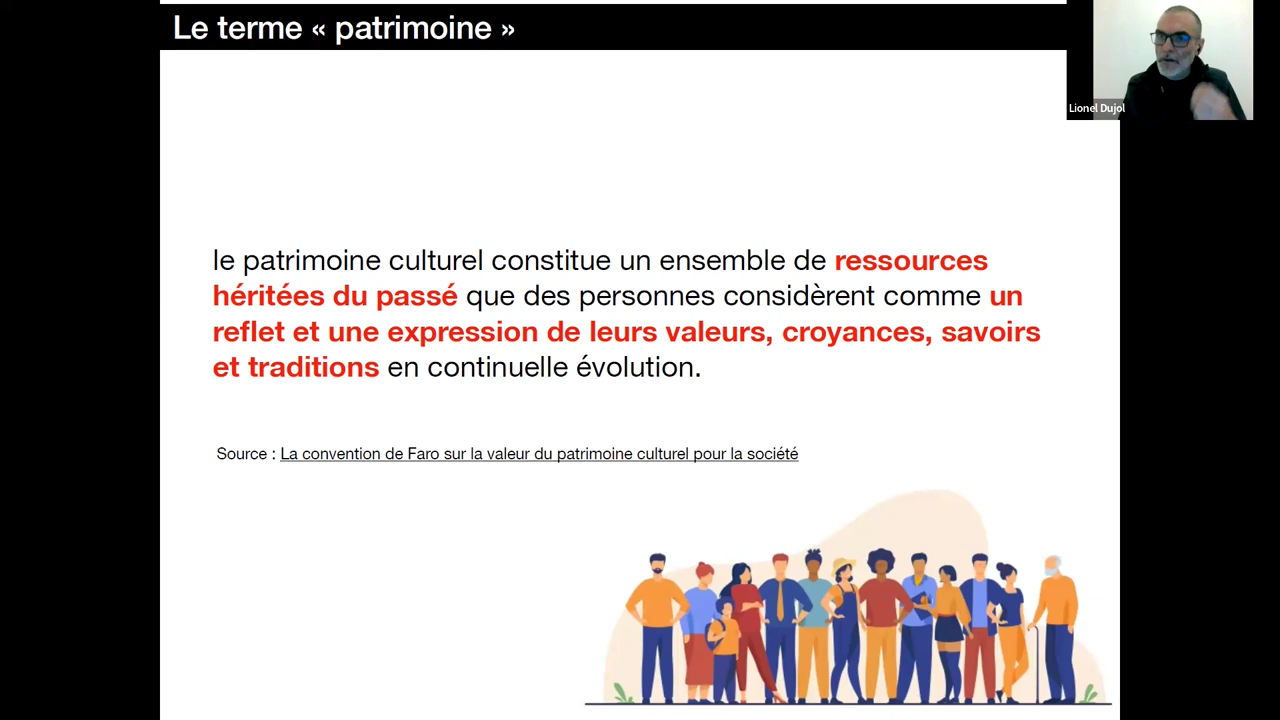 Le terme « patrimoine »
Lionel Dujol
le patrimoine culturel constitue un ensemble de ressources
héritées du passé que des personnes considèrent comme un
reflet et une expression de leurs valeurs, croyances, savoirs
et traditions en continuelle évolution.
Source : La convention de Faro sur la valeur du patrimoine culturel pour la société